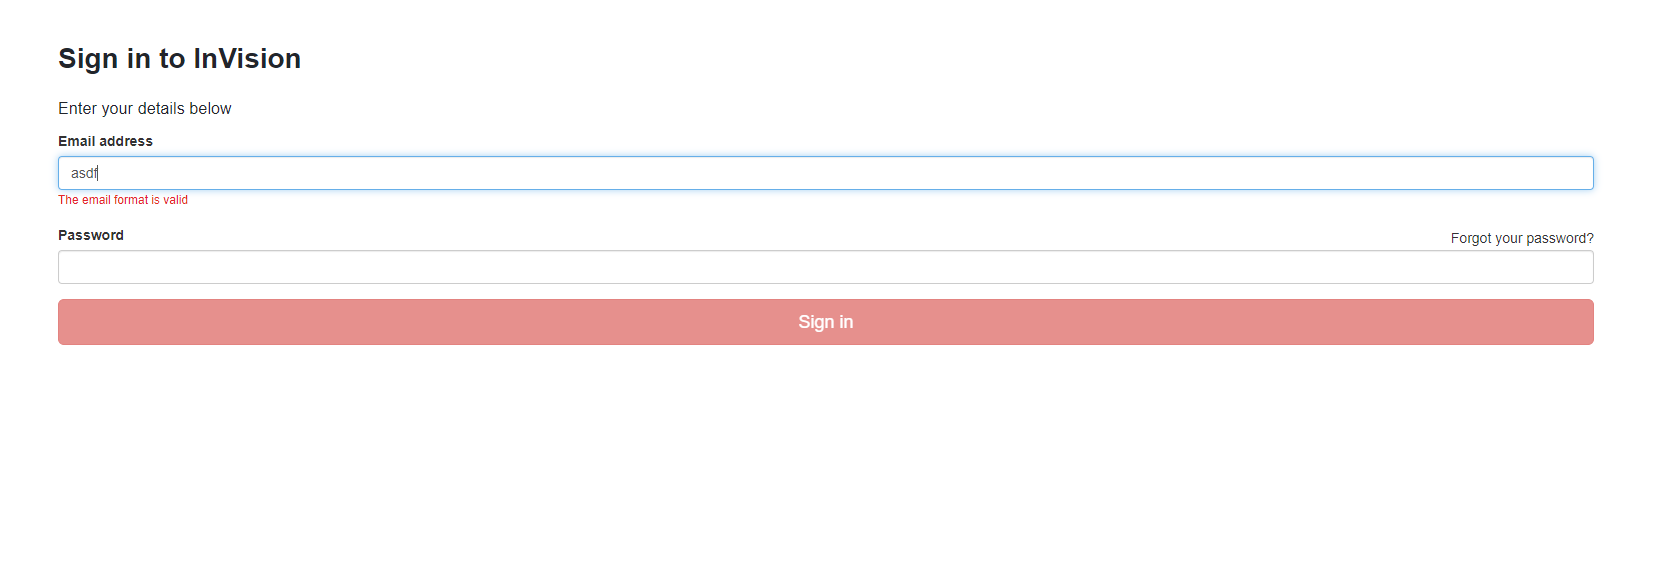 Sign in to InVision
Enter your details below
Email address
asdf
The email format is valid
Password
Forgot your password?
Sign in